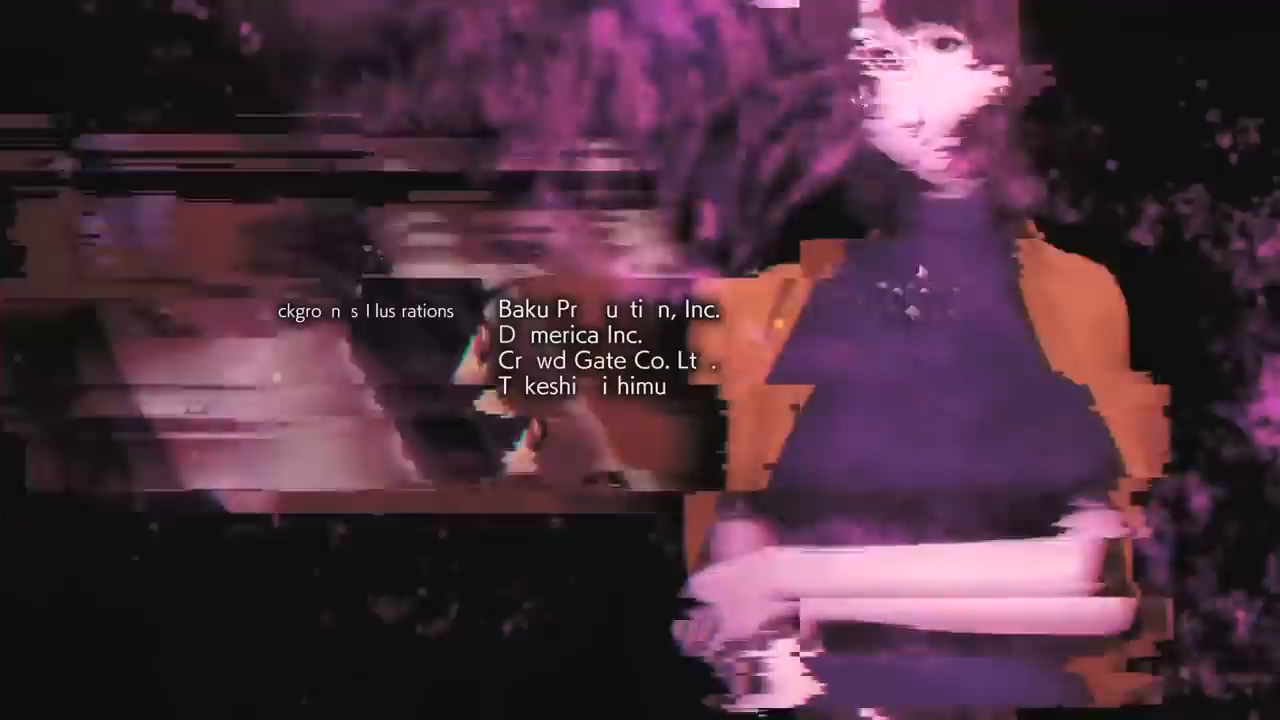 ckgro n s I lus rations
Baku Pr u ti n, Inc.
D merica Inc.
Cr wd Gate Co. Lt .
T keshi i himu